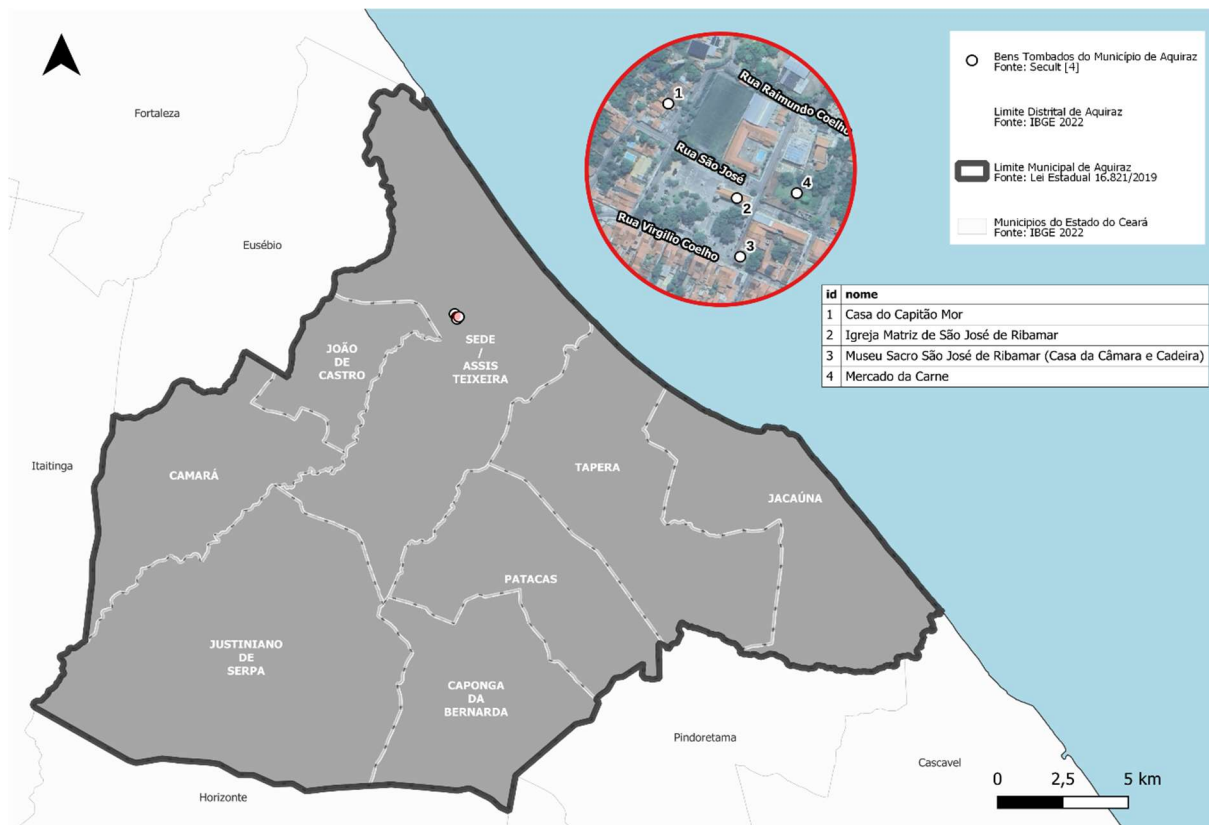 Fortaleza
Eusébio
Itaitinga
Horizonte
Pindoretama
Cascavel
JOÃO
DE
CASTRO
SEDE
/
ASSIS
TEIXEIRA
CAMARÁ
TAPERA
JACAÚNA
PATACAS
JUSTINIANO
DE
SERPA
CAPONGA
DA
BERNARDA
Rua Raimundo Coelho
Rua São José
Rua Virgilio Coelho
1
2
3
4
Bens Tombados do Município de Aquiraz
Fonte: Secult [4]
Limite Distrital de Aquiraz
Fonte: IBGE 2022
Limite Municipal de Aquiraz
Fonte: Lei Estadual 16.821/2019
Municipios do Estado do Ceará
Fonte: IBGE 2022
id nome
1 Casa do Capitão Mor
2 Igreja Matriz de São José de Ribamar
3 Museu Sacro São José de Ribamar (Casa da Câmara e Cadeira)
4 Mercado da Carne
0 2,5 5 km